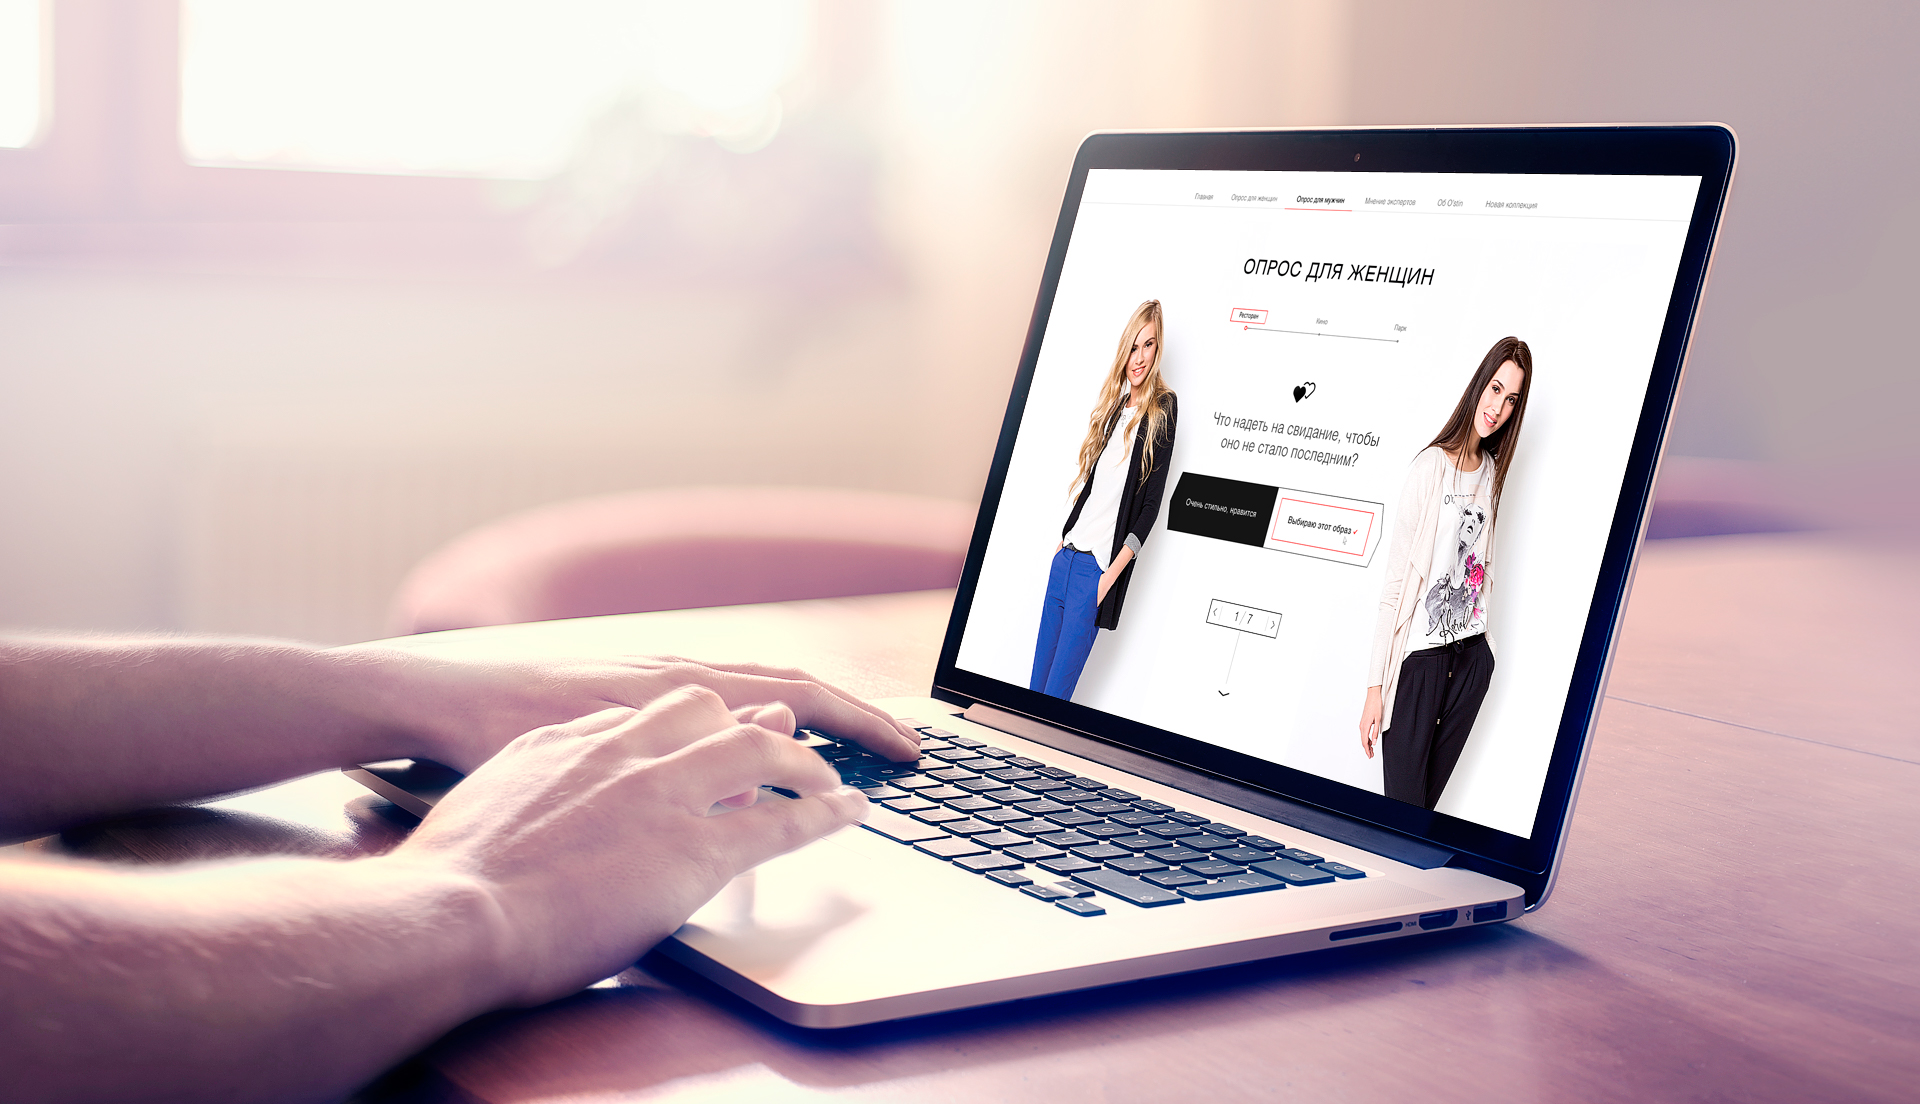 Главная
Опрос для женщин
Опрос для мужчин
Мнение экспертов
Об O'stin
Новая коллекция
ОПРОС ДЛЯ ЖЕНЩИН
Ресторан
Кино
Парк
Что надеть на свидание, чтобы
оно не стало последним?
Очень стильно, нравится
Выбираю этот образ
1/7
HDMI